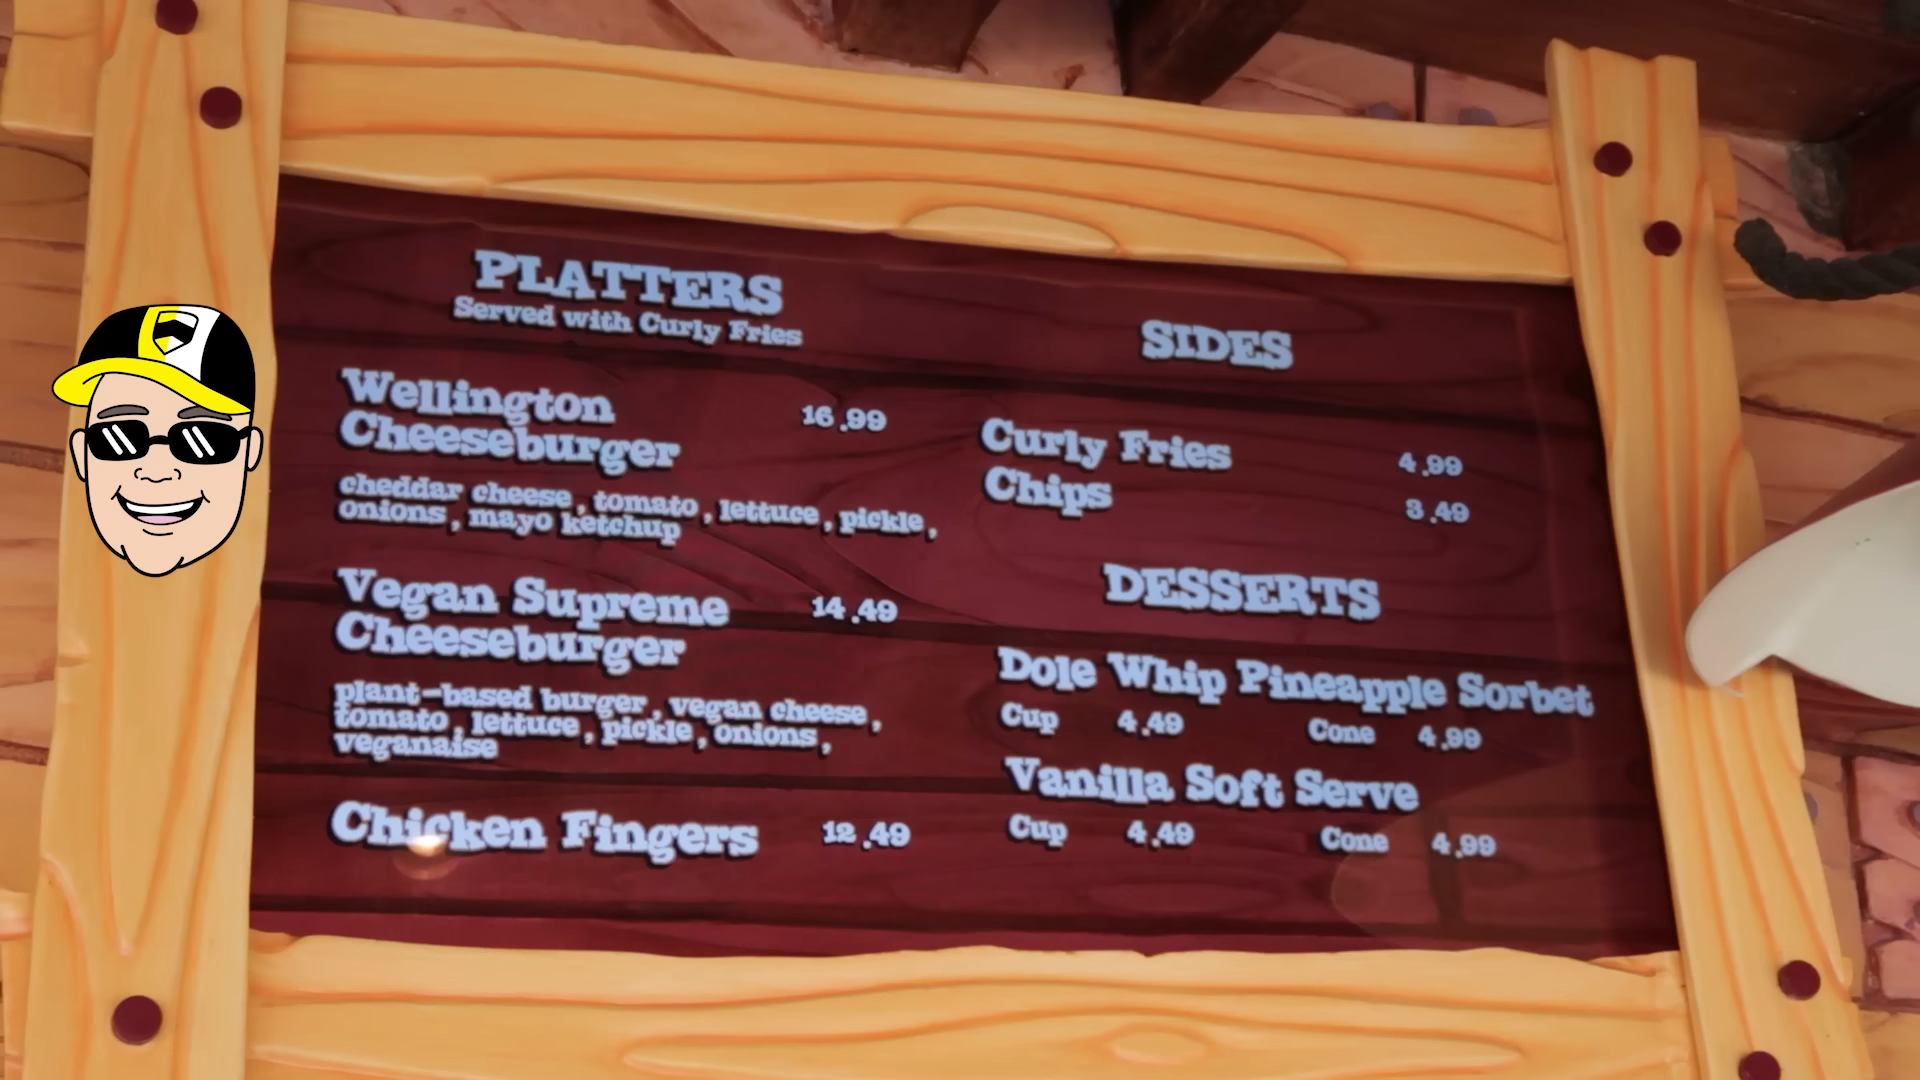 PLATTERS
Served with Curly Fries
Wellington
Cheeseburger 16.99
cheddar cheese, tomato, lettuce, pickle,
onions, mayo ketchup
Vegan Supreme
Cheeseburger 14.49
plant-based burger, vegan cheese,
tomato, lettuce, pickle, onions,
veganaise
Chicken Fingers 12.49
SIDES
Curly Fries 4.99
Chips 3.49
DESSERTS
Dole Whip Pineapple Sorbet
Cup 4.49 Cone 4.99
Vanilla Soft Serve
Cup 4.49 Cone 4.99